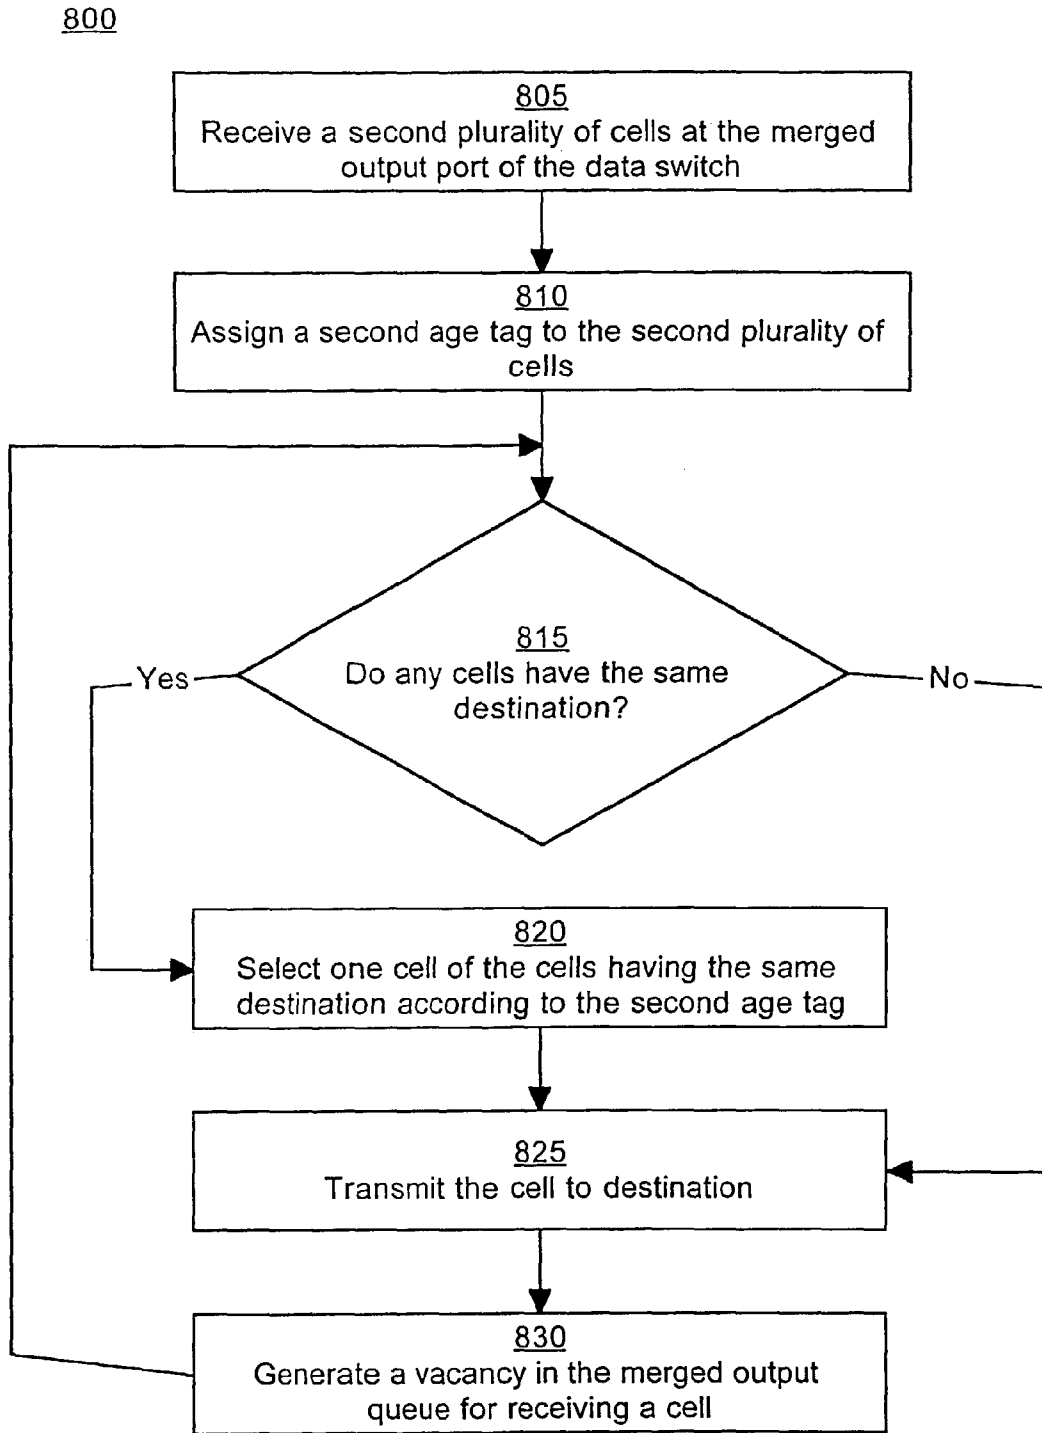 800
805
Receive a second plurality of cells at the merged
output port of the data switch
810
Assign a second age tag to the second plurality of
cells
815
Do any cells have the same
destination?
Yes
No
820
Select one cell of the cells having the same
destination according to the second age tag
825
Transmit the cell to destination
830
Generate a vacancy in the merged output
queue for receiving a cell